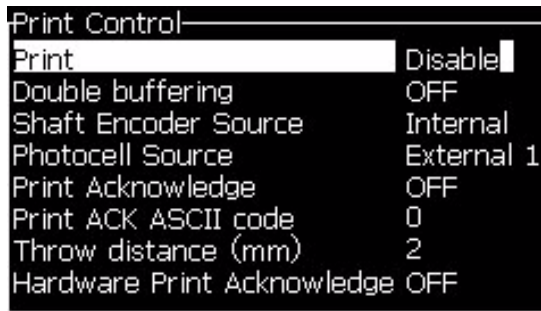 Print Control
Print Disable
Double buffering OFF
Shaft Encoder Source Internal
Photocell Source External 1
Print Acknowledge OFF
Print ACK ASCII code 0
Throw distance (mm) 2
Hardware Print Acknowledge OFF